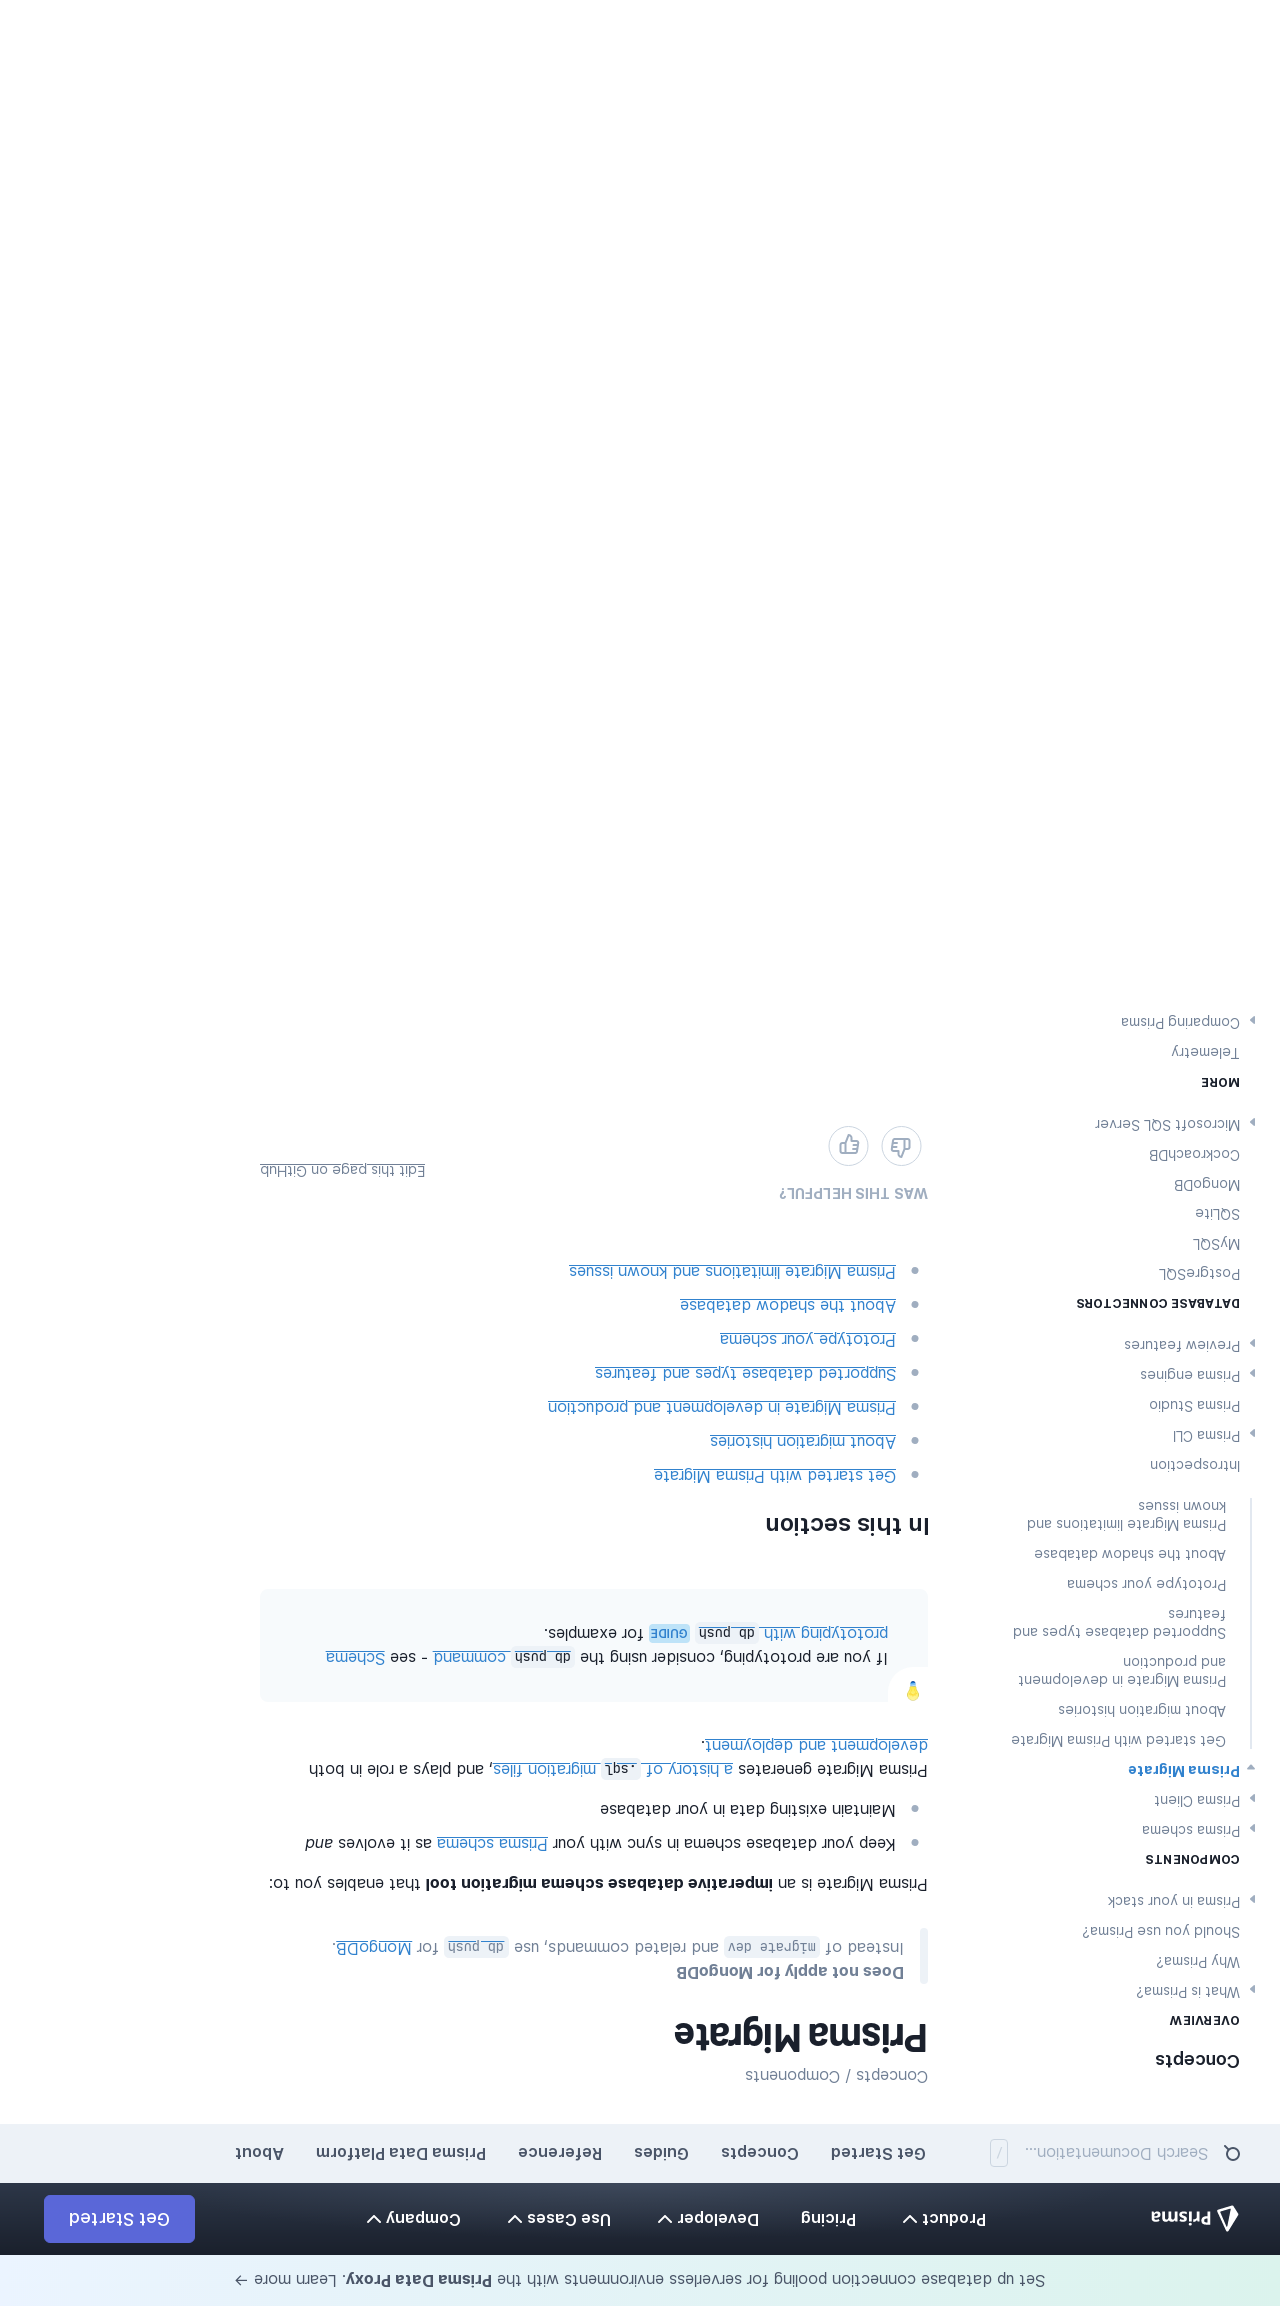 Set up database connection pooling for serverless environments with the Prisma Data Proxy. Learn more →
Prisma
Product
Pricing
Developer
Use Cases
Company
Get Started
Search Documentation...
/
Get Started
Concepts
Guides
Reference
Prisma Data Platform
About
Concepts
OVERVIEW
What is Prisma?
Why Prisma?
Should you use Prisma?
Prisma in your stack
COMPONENTS
Prisma schema
Prisma Client
Prisma Migrate
Get started with Prisma Migrate
About migration histories
Prisma Migrate in development
and production
Supported database types and
features
Prototype your schema
About the shadow database
Prisma Migrate limitations and
known issues
Introspection
Prisma CLI
Prisma Studio
Prisma engines
Preview features
DATABASE CONNECTORS
PostgreSQL
MySQL
SQLite
MongoDB
CockroachDB
Microsoft SQL Server
MORE
Telemetry
Comparing Prisma
Concepts / Components
Prisma Migrate
Does not apply for MongoDB
Instead of migrate dev and related commands, use db push for MongoDB.
Prisma Migrate is an imperative database schema migration tool that enables you to:
Keep your database schema in sync with your Prisma schema as it evolves and
Maintain existing data in your database
Prisma Migrate generates a history of .sql migration files, and plays a role in both
development and deployment.
If you are prototyping, consider using the db push command - see Schema
prototyping with db push GUIDE for examples.
In this section
Get started with Prisma Migrate
About migration histories
Prisma Migrate in development and production
Supported database types and features
Prototype your schema
About the shadow database
Prisma Migrate limitations and known issues
WAS THIS HELPFUL?
Edit this page on GitHub